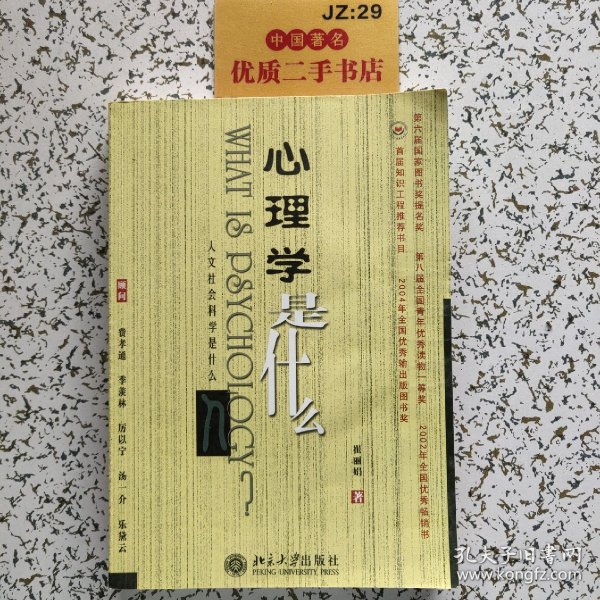 JZ:29
中国著名
优质二手书店
第六届国家图书奖提名奖 第八届全国青年优秀读物一等奖 2002年全国优秀畅销书
首届知识工程推荐书目 2004年全国优秀输出版图书奖
心理学
是什么
WHAT IS PSYCHOLOGY
人文社会科学是什么
崔丽娟 著
顾问 费孝通 季羡林 厉以宁 汤一介 乐黛云
北京大学出版社
PEKING UNIVERSITY PRESS
孔夫子旧书网
www.kongfz.com